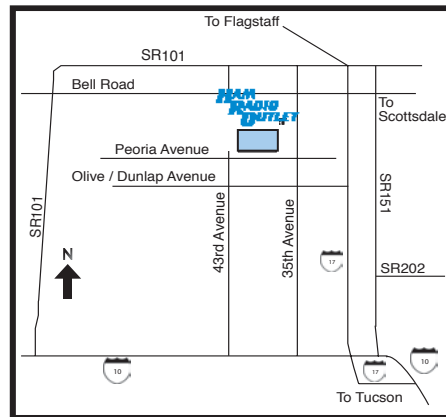 To Flagstaff
SR101
Bell Road
HAM
RADIO
OUTLET
To
Scottsdale
Peoria Avenue
Olive / Dunlap Avenue
SR101
N
43rd Avenue
35th Avenue
SR151
17
SR202
10
17
10
To Tucson